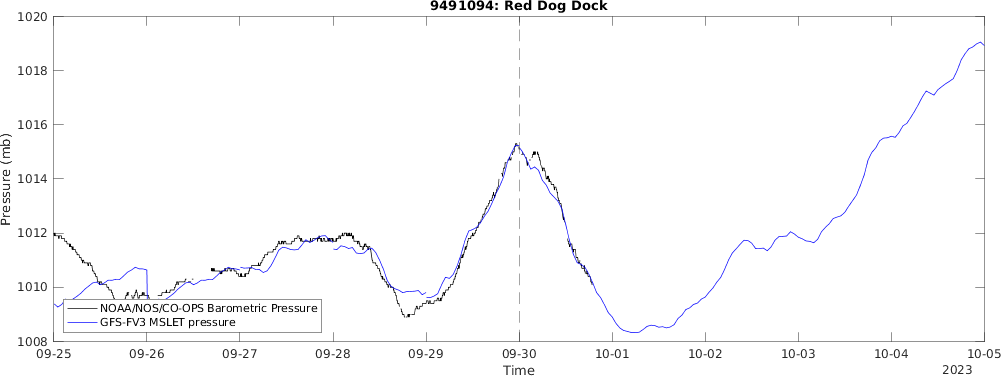 9491094: Red Dog Dock
Pressure (mb)
1020
1018
1016
1014
1012
1010
1008
NOAA/NOS/CO-OPS Barometric Pressure
GFS-FV3 MSLET pressure
09-25 09-26 09-27 09-28 09-29 09-30 10-01 10-02 10-03 10-04 10-05
Time
2023